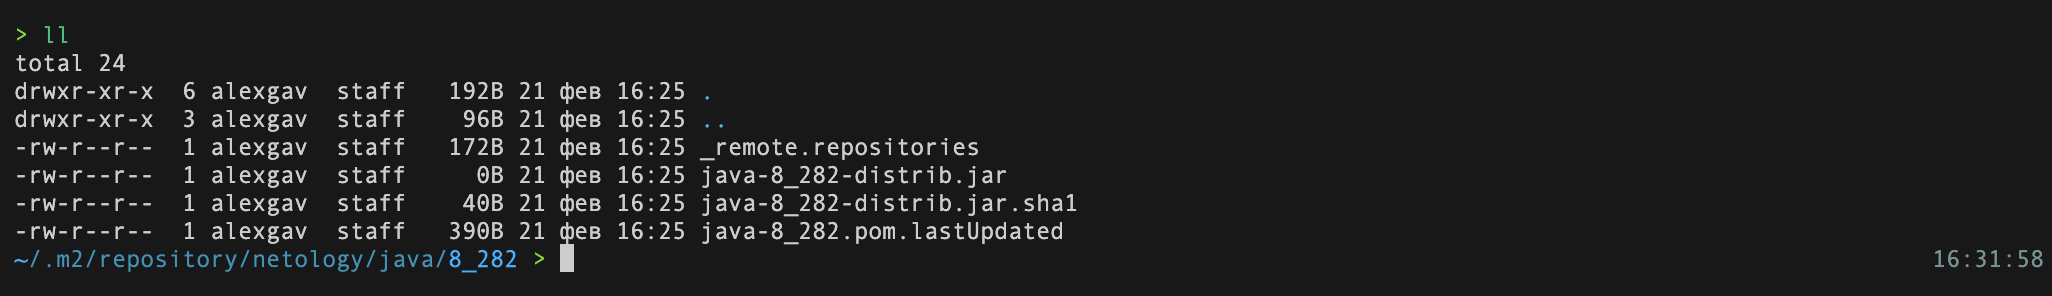 > ll
total 24
drwxr-xr-x  6 alexgav  staff   192B 21 фев 16:25 .
drwxr-xr-x  3 alexgav  staff    96B 21 фев 16:25 ..
-rw-r--r--  1 alexgav  staff   172B 21 фев 16:25 _remote.repositories
-rw-r--r--  1 alexgav  staff     0B 21 фев 16:25 java-8_282-distrib.jar
-rw-r--r--  1 alexgav  staff    40B 21 фев 16:25 java-8_282-distrib.jar.sha1
-rw-r--r--  1 alexgav  staff   390B 21 фев 16:25 java-8_282.pom.lastUpdated
~/.m2/repository/netology/java/8_282 > 16:31:58